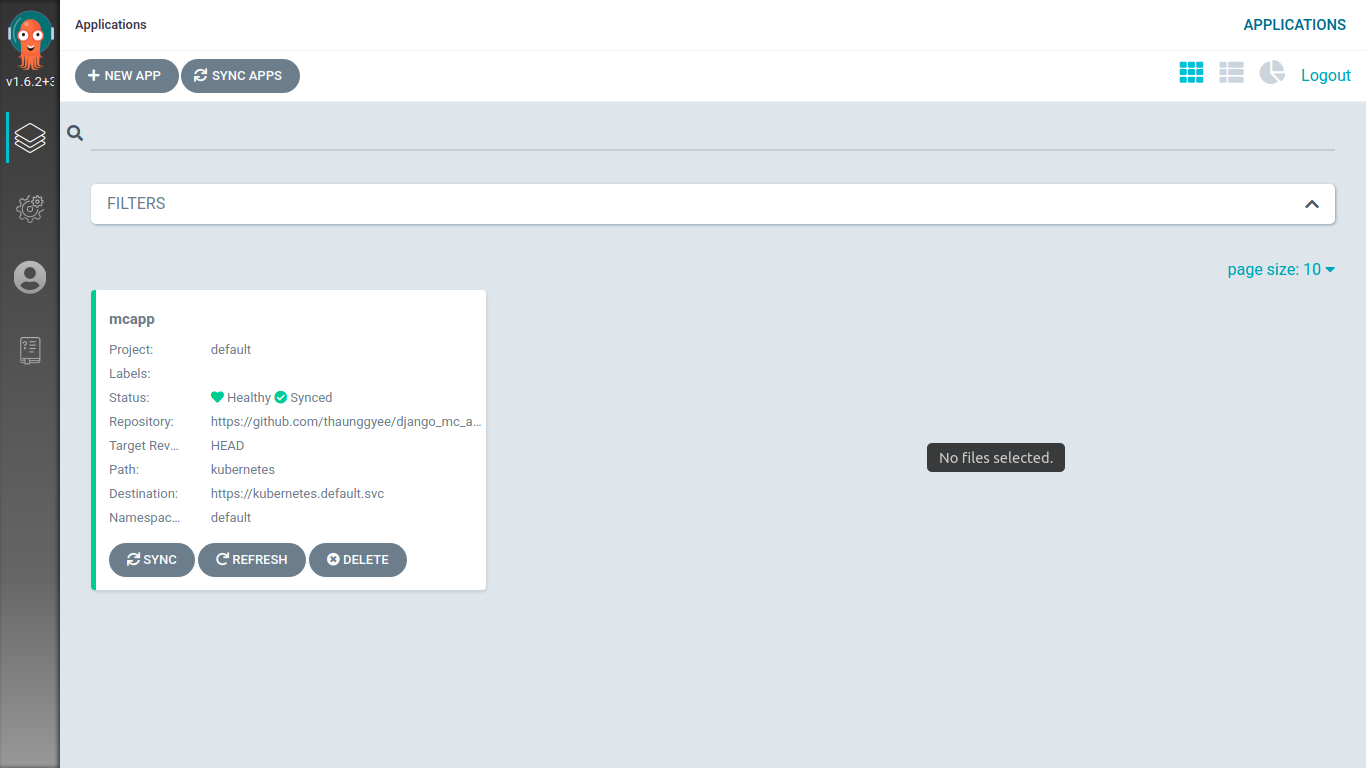 Applications
APPLICATIONS
v1.6.2+3
NEW APP
SYNC APPS
Logout
FILTERS
page size: 10
mcapp
Project: default
Labels:
Status: Healthy Synced
Repository: https://github.com/thaunggyee/django_mc_a...
Target Rev... HEAD
Path: kubernetes
Destination: https://kubernetes.default.svc
Namespac... default
SYNC REFRESH DELETE
No files selected.